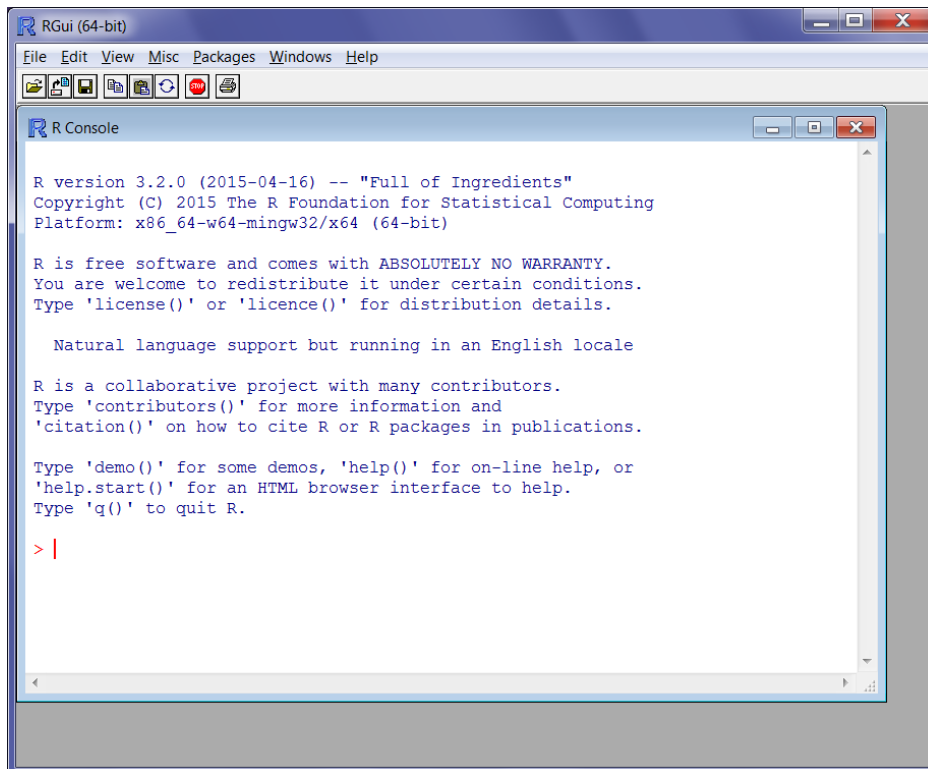 RGui (64-bit)
File Edit View Misc Packages Windows Help
STOP
R Console
R version 3.2.0 (2015-04-16) -- "Full of Ingredients"
Copyright (C) 2015 The R Foundation for Statistical Computing
Platform: x86_64-w64-mingw32/x64 (64-bit)
R is free software and comes with ABSOLUTELY NO WARRANTY.
You are welcome to redistribute it under certain conditions.
Type 'license()' or 'licence()' for distribution details.
Natural language support but running in an English locale
R is a collaborative project with many contributors.
Type 'contributors()' for more information and
'citation()' on how to cite R or R packages in publications.
Type 'demo()' for some demos, 'help()' for on-line help, or
'help.start()' for an HTML browser interface to help.
Type 'q()' to quit R.
>